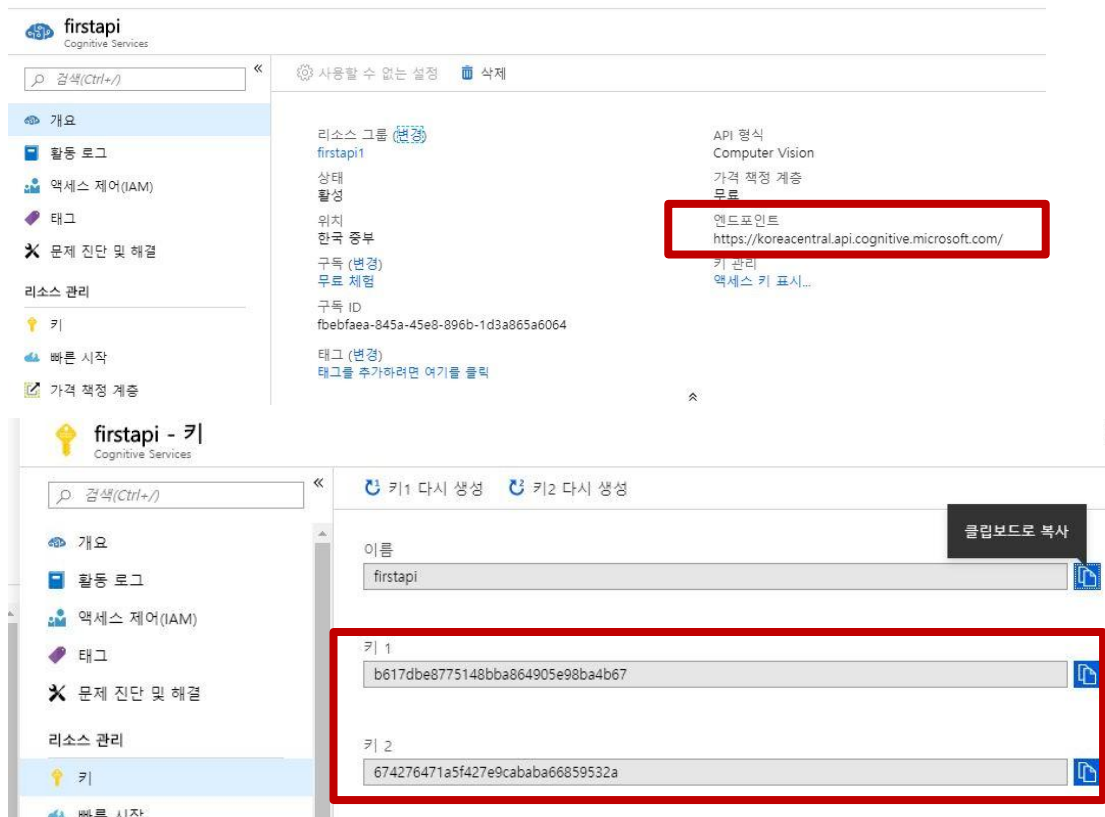 firstapi
Cognitive Services
검색(Ctrl+/)
«
사용할 수 없는 설정 삭제
개요
활동 로그
액세스 제어(IAM)
태그
문제 진단 및 해결
리소스 관리
키
빠른 시작
가격 책정 계층
리소스 그룹 (변경)
firstapi1
상태
활성
위치
한국 중부
구독 (변경)
무료 체험
구독 ID
fbebfaea-845a-45e8-896b-1d3a865a6064
태그 (변경)
태그를 추가하려면 여기를 클릭
API 형식
Computer Vision
가격 책정 계층
무료
엔드포인트
https://koreacentral.api.cognitive.microsoft.com/
키 관리
액세스 키 표시...
firstapi - 키
Cognitive Services
검색(Ctrl+/)
«
개요
활동 로그
액세스 제어(IAM)
태그
문제 진단 및 해결
리소스 관리
키
빠른 시작
키1 다시 생성 키2 다시 생성
클립보드로 복사
이름
firstapi
키 1
b617dbe8775148bba864905e98ba4b67
키 2
674276471a5f427e9cababa66859532a